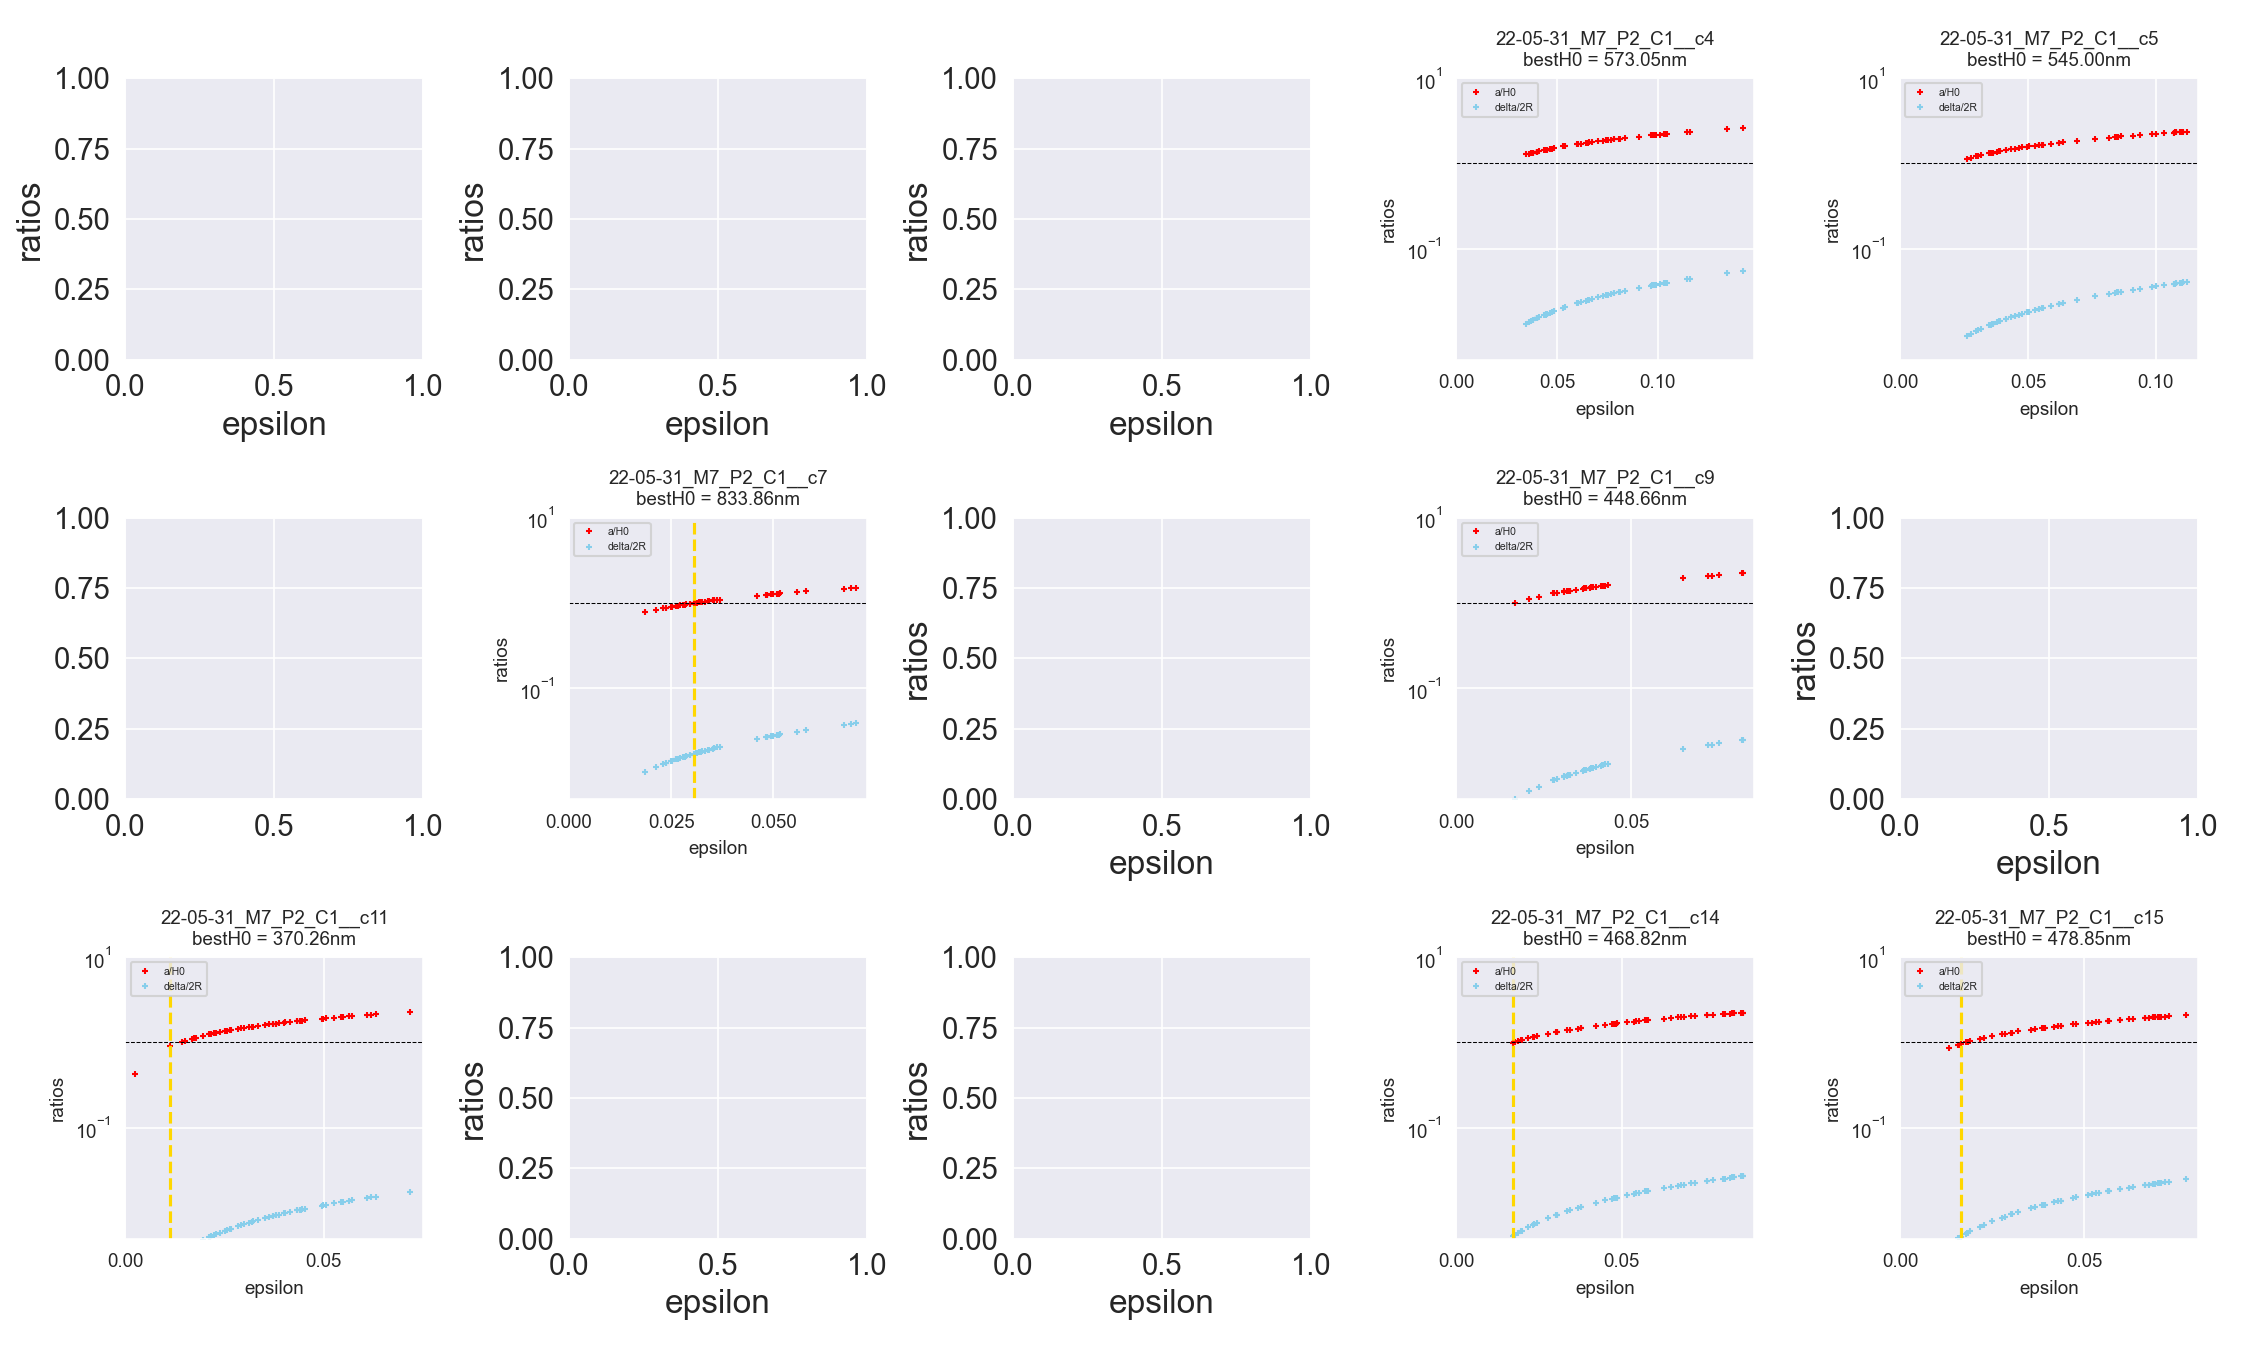 1.00
0.75
0.50
0.25
0.00
0.0 0.5 1.0
ratios
epsilon
1.00
0.75
0.50
0.25
0.00
0.0 0.5 1.0
ratios
epsilon
1.00
0.75
0.50
0.25
0.00
0.0 0.5 1.0
ratios
epsilon
22-05-31_M7_P2_C1__c4
bestH0 = 573.05nm
a/H0
delta/2R
10¹
10⁻¹
ratios
0.00 0.05 0.10
epsilon
22-05-31_M7_P2_C1__c5
bestH0 = 545.00nm
a/H0
delta/2R
10¹
10⁻¹
ratios
0.00 0.05 0.10
epsilon
1.00
0.75
0.50
0.25
0.00
0.0 0.5 1.0
22-05-31_M7_P2_C1__c7
bestH0 = 833.86nm
a/H0
delta/2R
10¹
10⁻¹
ratios
0.000 0.025 0.050
epsilon
1.00
0.75
0.50
0.25
0.00
0.0 0.5 1.0
ratios
epsilon
22-05-31_M7_P2_C1__c9
bestH0 = 448.66nm
a/H0
delta/2R
10¹
10⁻¹
ratios
0.00 0.05
epsilon
1.00
0.75
0.50
0.25
0.00
0.0 0.5 1.0
ratios
epsilon
22-05-31_M7_P2_C1__c11
bestH0 = 370.26nm
a/H0
delta/2R
10¹
10⁻¹
ratios
0.00 0.05
epsilon
1.00
0.75
0.50
0.25
0.00
0.0 0.5 1.0
ratios
epsilon
1.00
0.75
0.50
0.25
0.00
0.0 0.5 1.0
ratios
epsilon
22-05-31_M7_P2_C1__c14
bestH0 = 468.82nm
a/H0
delta/2R
10¹
10⁻¹
ratios
0.00 0.05
epsilon
22-05-31_M7_P2_C1__c15
bestH0 = 478.85nm
a/H0
delta/2R
10¹
10⁻¹
ratios
0.00 0.05
epsilon